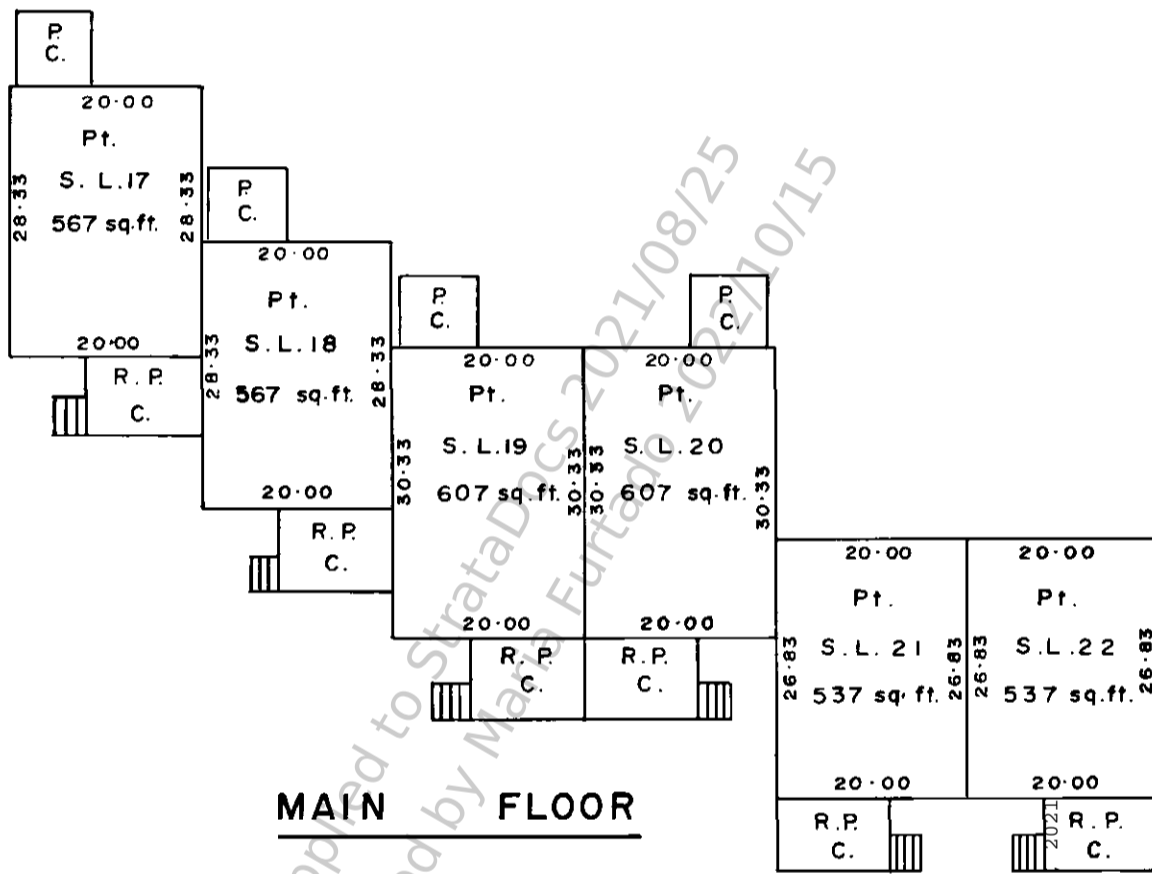 P.
C.
20·00
Pt.
S. L. 17
567 sq.ft.
28·33
28·33
20·00
R. P.
C.
P.
C.
20·00
Pt.
S. L. 18
567 sq.ft.
28·33
28·33
20·00
R. P.
C.
P.
C.
20·00
Pt.
S. L. 19
607 sq.ft.
30·33
30·33
20·00
R. P.
C.
P.
C.
20·00
Pt.
S. L. 20
607 sq.ft.
30·33
30·33
20·00
R. P.
C.
20·00
Pt.
S. L. 21
537 sq. ft.
26·83
26·83
20·00
R. P.
C.
20·00
Pt.
S. L. 22
537 sq.ft.
26·83
26·83
20·00
R. P.
C.
2021
MAIN FLOOR
to StrataDocs 2021/08/25
by Maria Furtado 2022/10/15